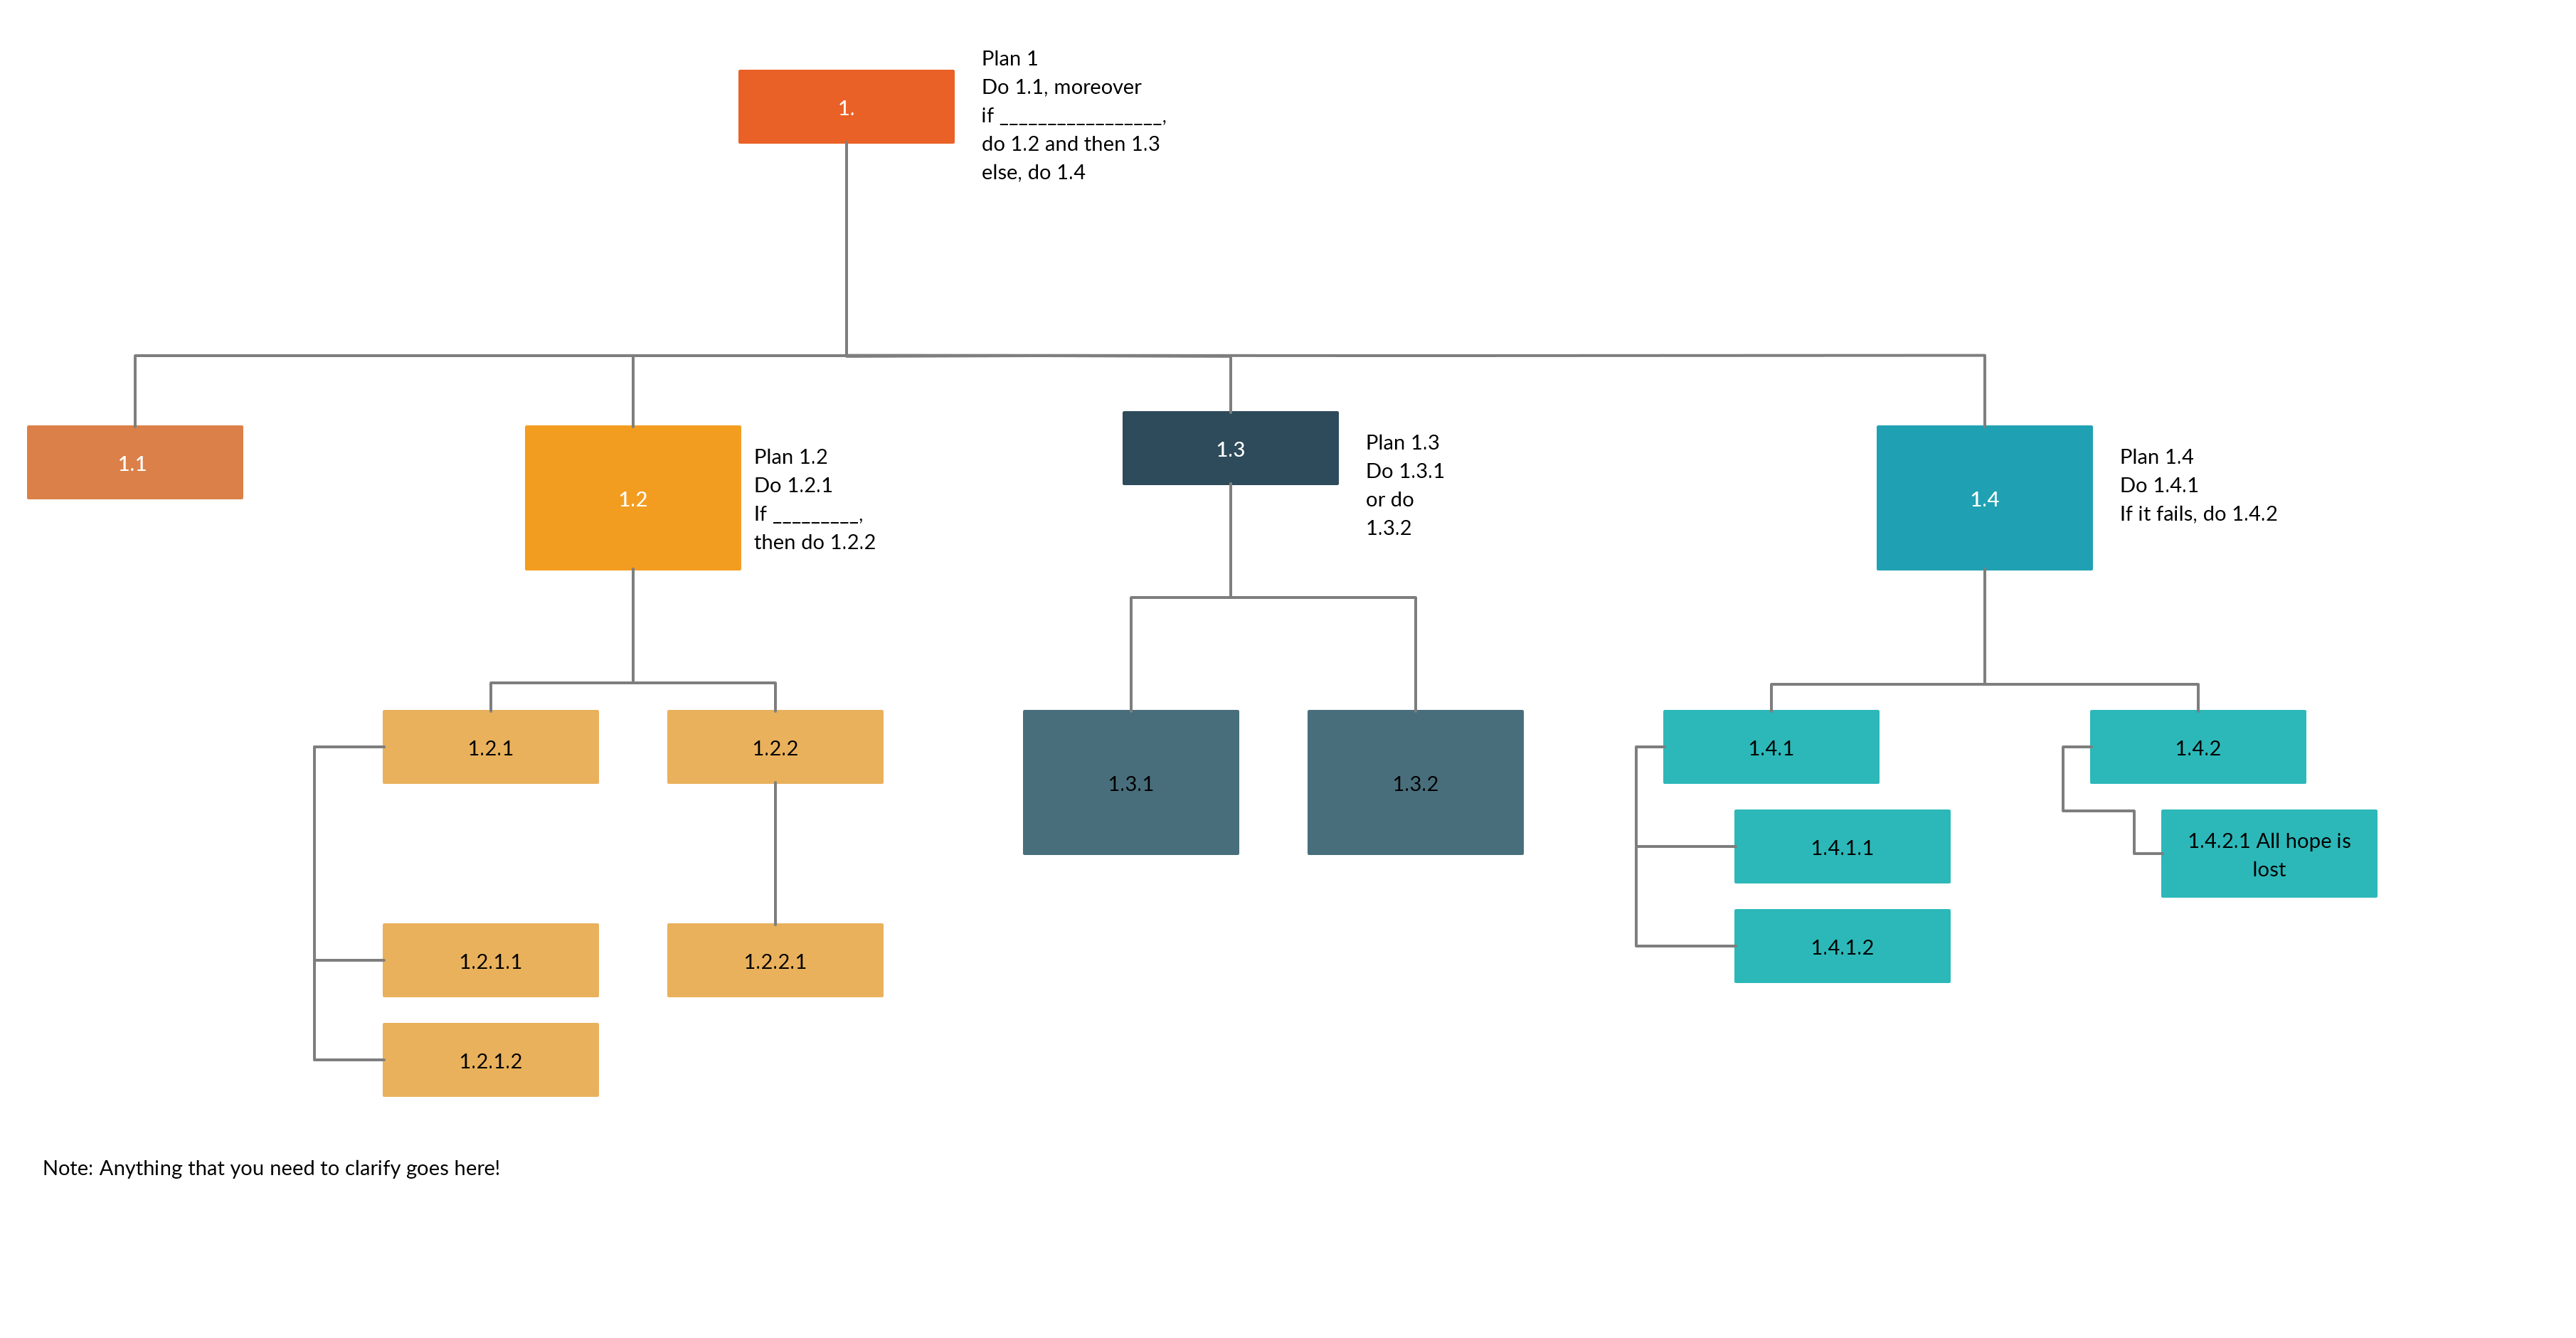 1.
Plan 1
Do 1.1, moreover
if _________________,
do 1.2 and then 1.3
else, do 1.4
1.1
1.2
Plan 1.2
Do 1.2.1
If _________,
then do 1.2.2
1.3
Plan 1.3
Do 1.3.1
or do
1.3.2
1.4
Plan 1.4
Do 1.4.1
If it fails, do 1.4.2
1.2.1
1.2.2
1.3.1
1.3.2
1.4.1
1.4.2
1.4.1.1
1.4.2.1 All hope is
lost
1.4.1.2
1.2.1.1
1.2.2.1
1.2.1.2
Note: Anything that you need to clarify goes here!